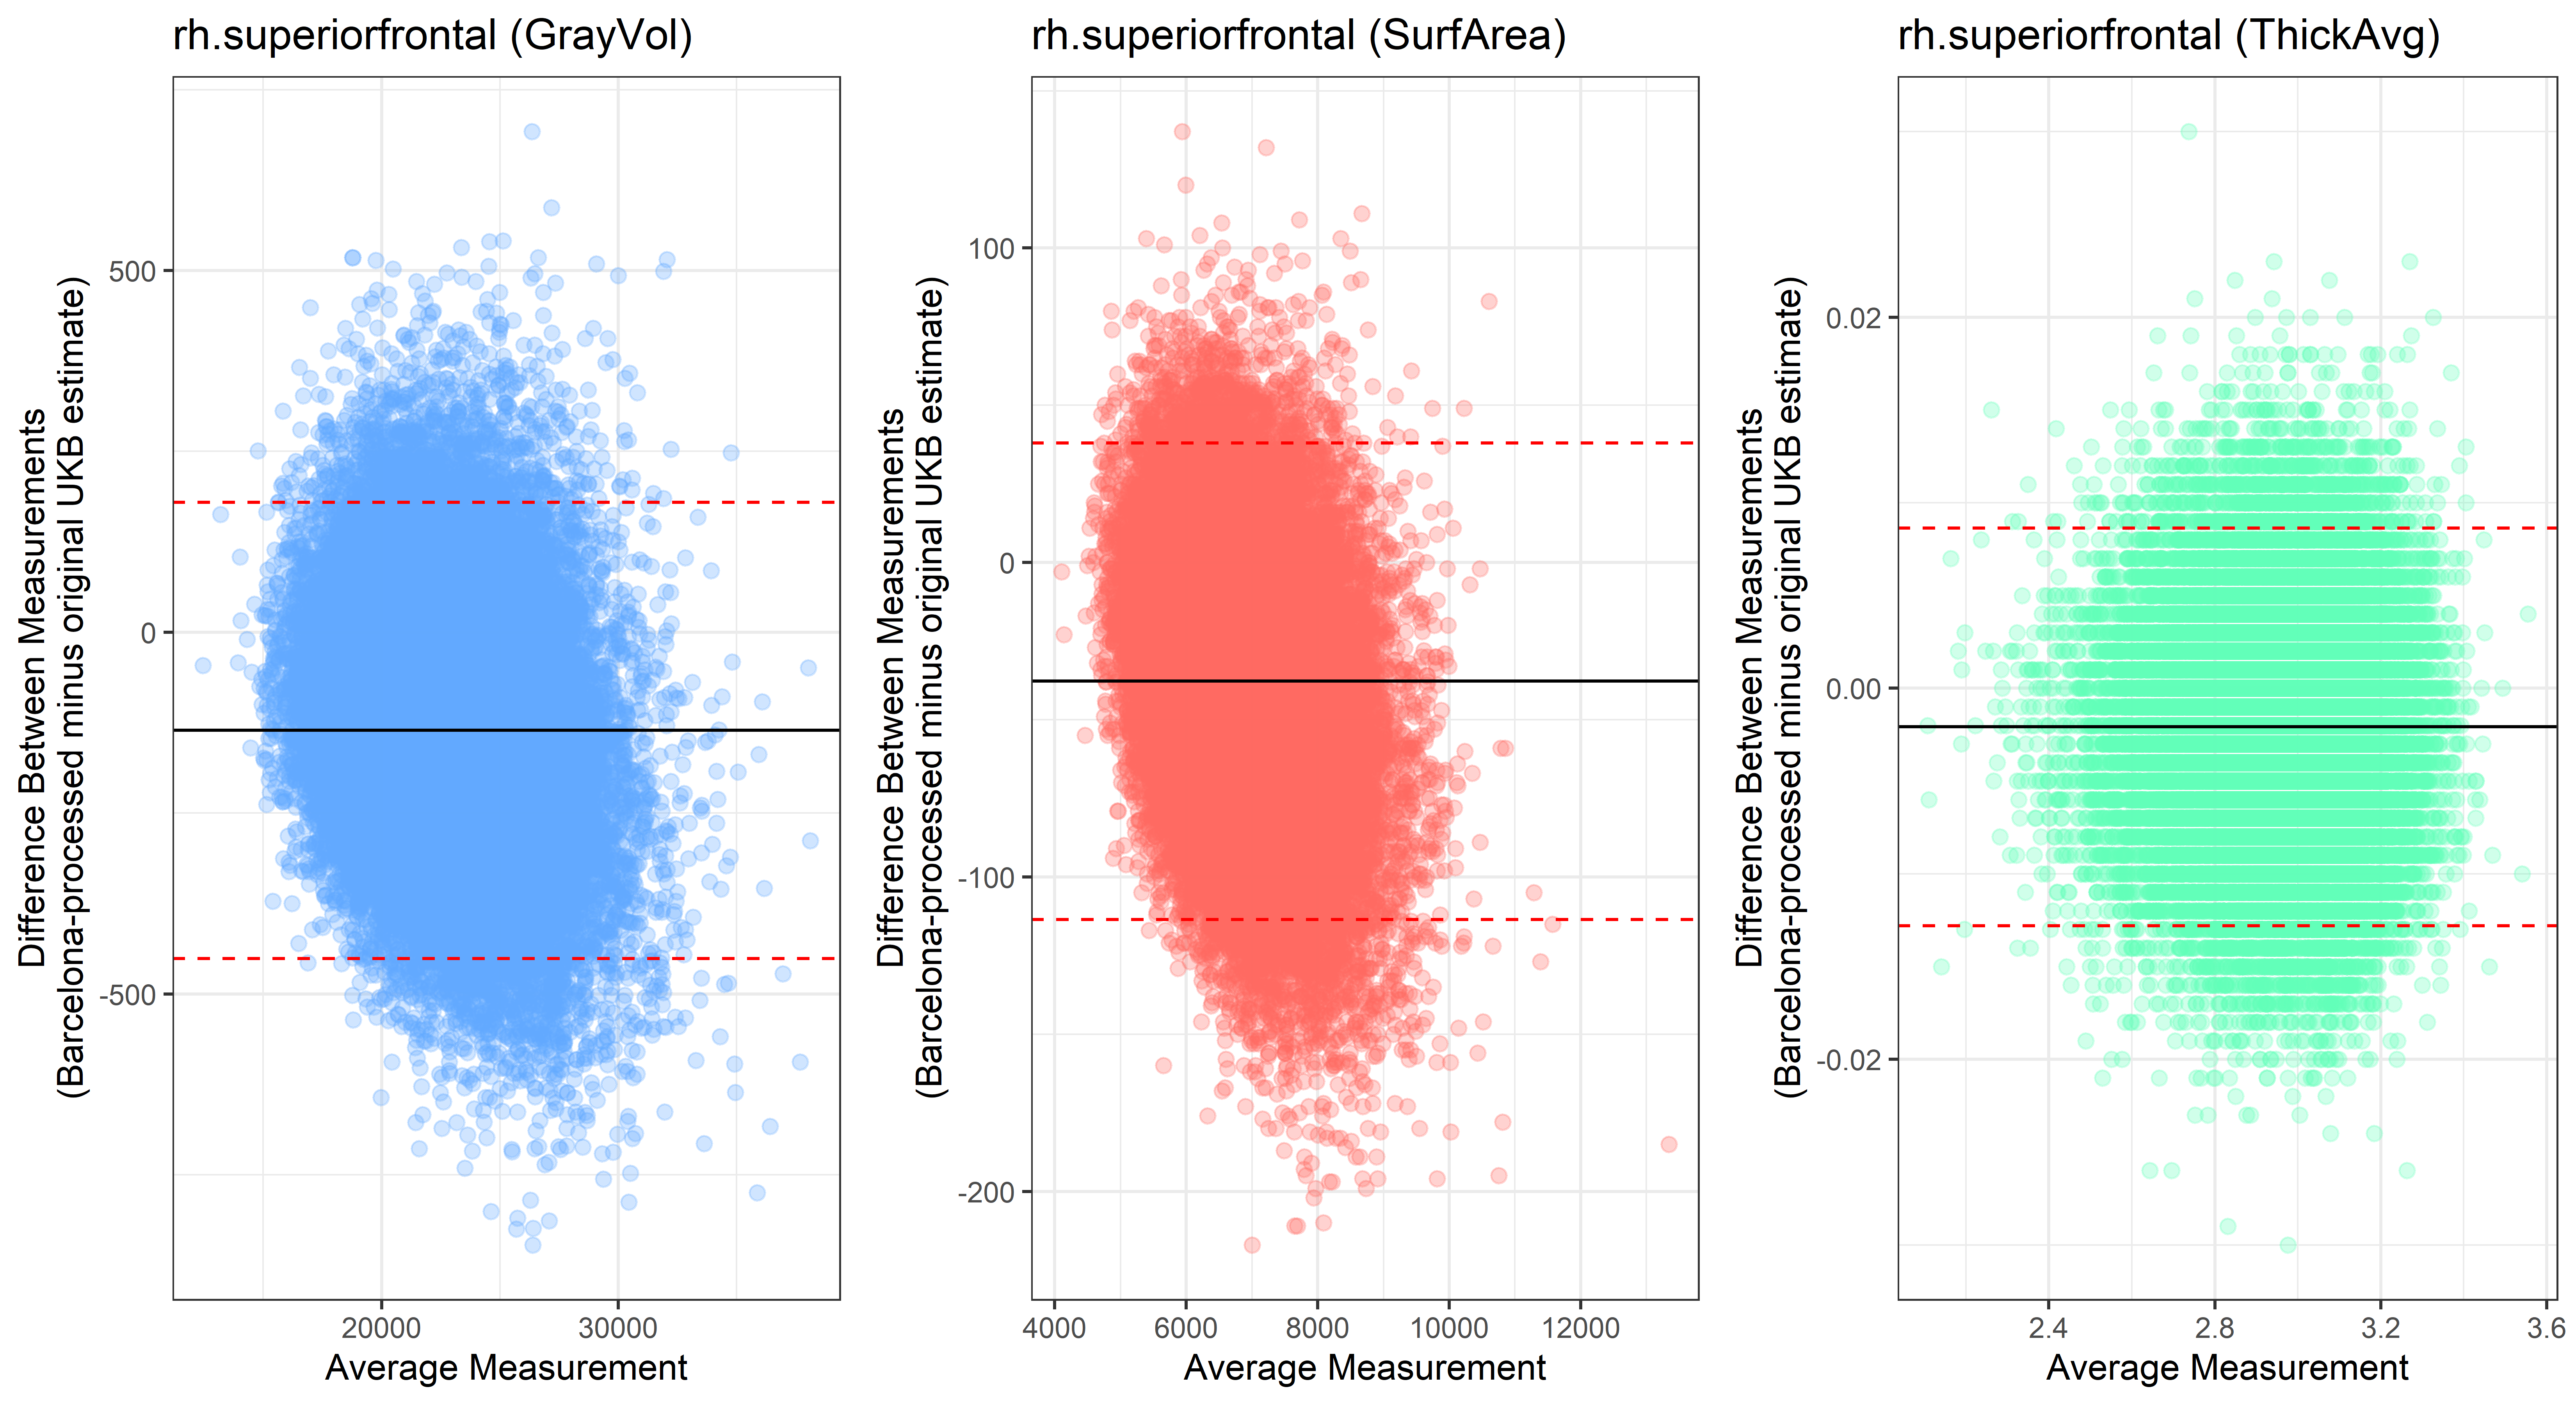 rh.superiorfrontal (GrayVol)
Difference Between Measurements
(Barcelona-processed minus original UKB estimate)
500
0
-500
20000
30000
Average Measurement
rh.superiorfrontal (SurfArea)
Difference Between Measurements
(Barcelona-processed minus original UKB estimate)
100
0
-100
-200
4000
6000
8000
10000
12000
Average Measurement
rh.superiorfrontal (ThickAvg)
Difference Between Measurements
(Barcelona-processed minus original UKB estimate)
0.02
0.00
-0.02
2.4
2.8
3.2
3.6
Average Measurement